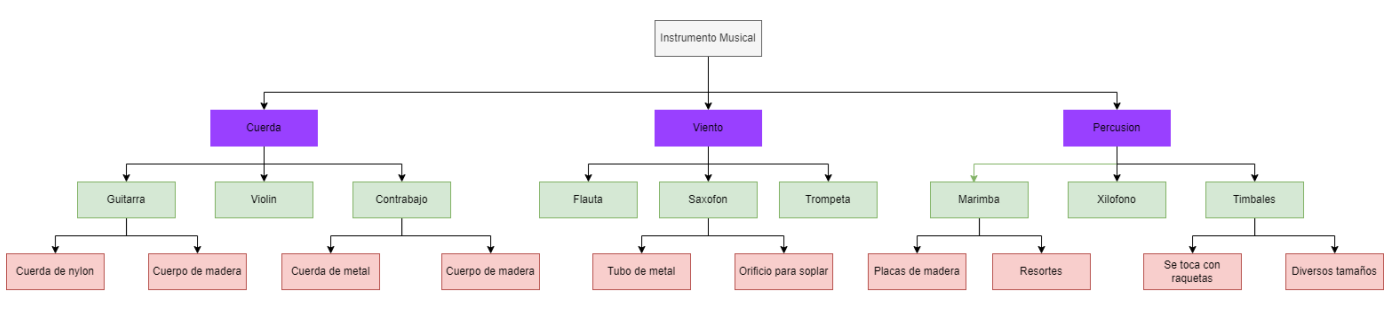 Instrumento Musical
Cuerda
Viento
Percusion
Guitarra
Violin
Contrabajo
Flauta
Saxofon
Trompeta
Marimba
Xilofono
Timbales
Cuerda de nylon
Cuerpo de madera
Cuerda de metal
Cuerpo de madera
Tubo de metal
Orificio para soplar
Placas de madera
Resortes
Se toca con
raquetas
Diversos tamaños